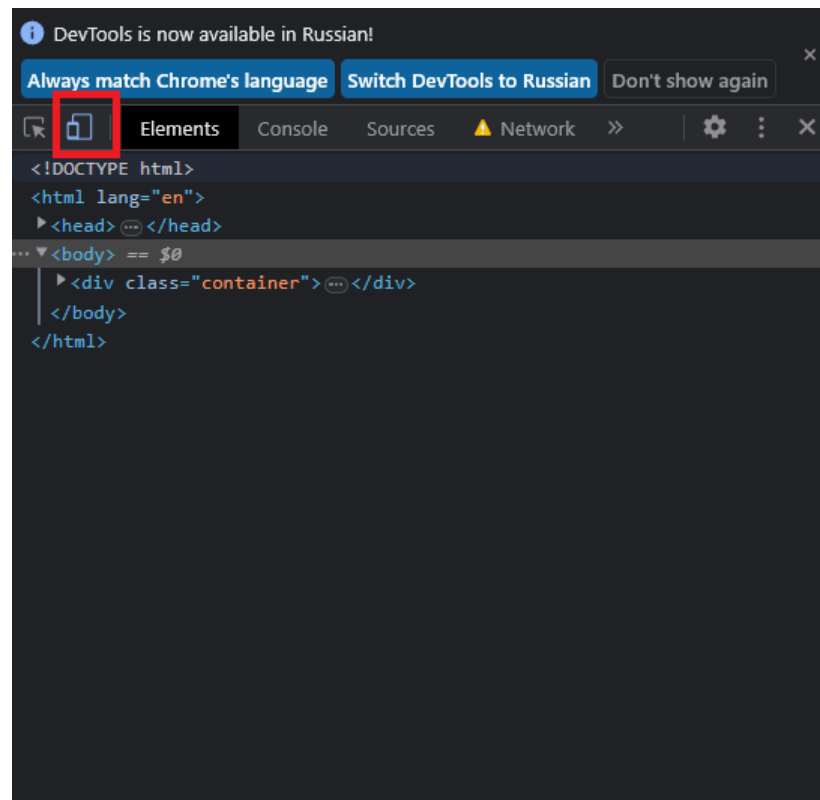 DevTools is now available in Russian!
Always match Chrome's language Switch DevTools to Russian Don't show again
Elements Console Sources Network
<!DOCTYPE html>
<html lang="en">
<head>…</head>
<body> == $0
<div class="container">…</div>
</body>
</html>